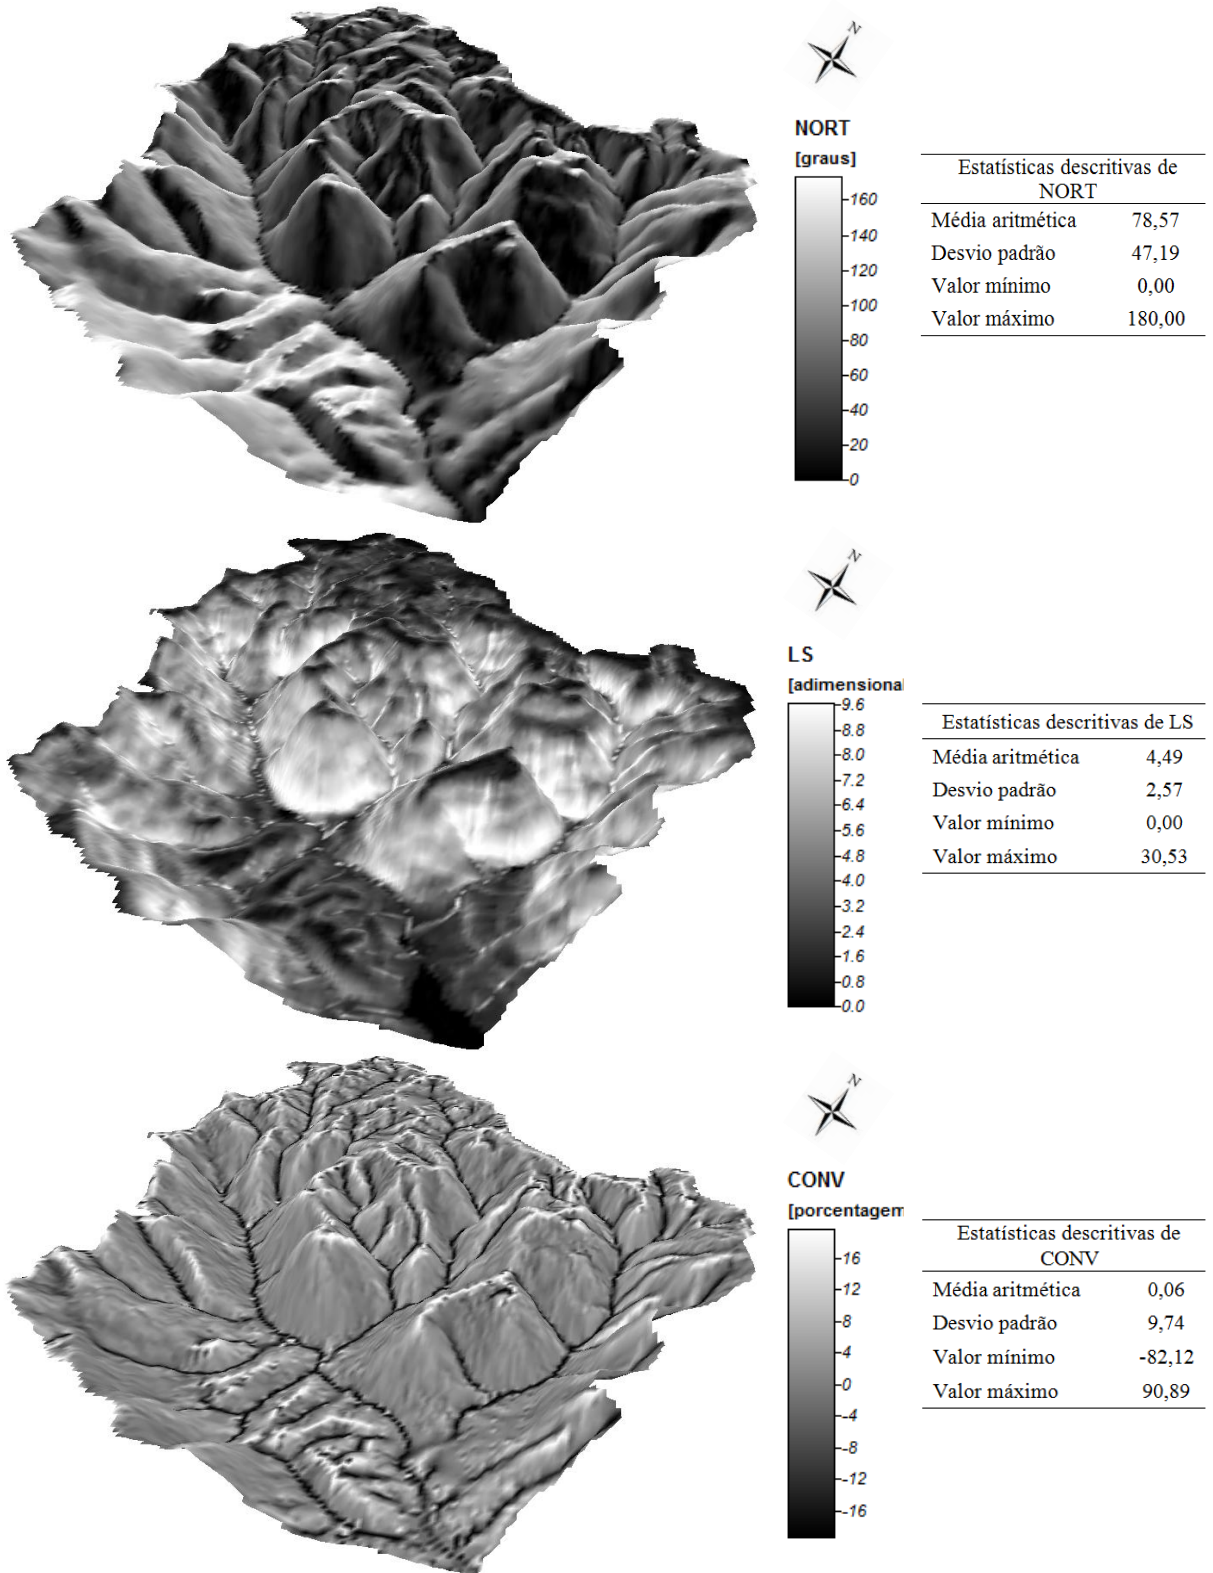 N
NORT
[graus]
160
140
120
100
80
60
40
20
0
Estatísticas descritivas de
NORT
Média aritmética 78,57
Desvio padrão 47,19
Valor mínimo 0,00
Valor máximo 180,00
N
LS
[adimensional
9.6
8.8
8.0
7.2
6.4
5.6
4.8
4.0
3.2
2.4
1.6
0.8
0.0
Estatísticas descritivas de LS
Média aritmética 4,49
Desvio padrão 2,57
Valor mínimo 0,00
Valor máximo 30,53
N
CONV
[porcentagem
16
12
8
4
0
-4
-8
-12
-16
Estatísticas descritivas de
CONV
Média aritmética 0,06
Desvio padrão 9,74
Valor mínimo -82,12
Valor máximo 90,89